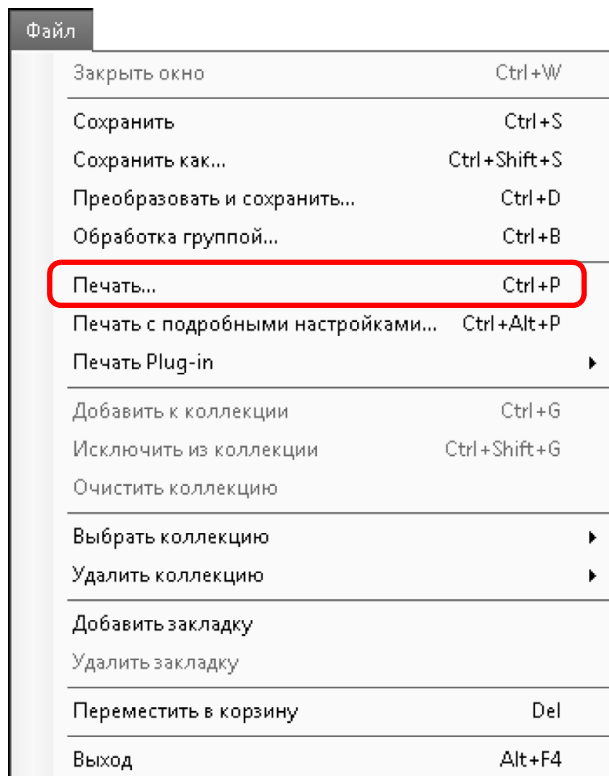 Файл
Закрыть окно Ctrl+W
Сохранить Ctrl+S
Сохранить как... Ctrl+Shift+S
Преобразовать и сохранить... Ctrl+D
Обработка группой... Ctrl+B
Печать... Ctrl+P
Печать с подробными настройками... Ctrl+Alt+P
Печать Plug-in
Добавить к коллекции Ctrl+G
Исключить из коллекции Ctrl+Shift+G
Очистить коллекцию
Выбрать коллекцию
Удалить коллекцию
Добавить закладку
Удалить закладку
Переместить в корзину Del
Выход Alt+F4